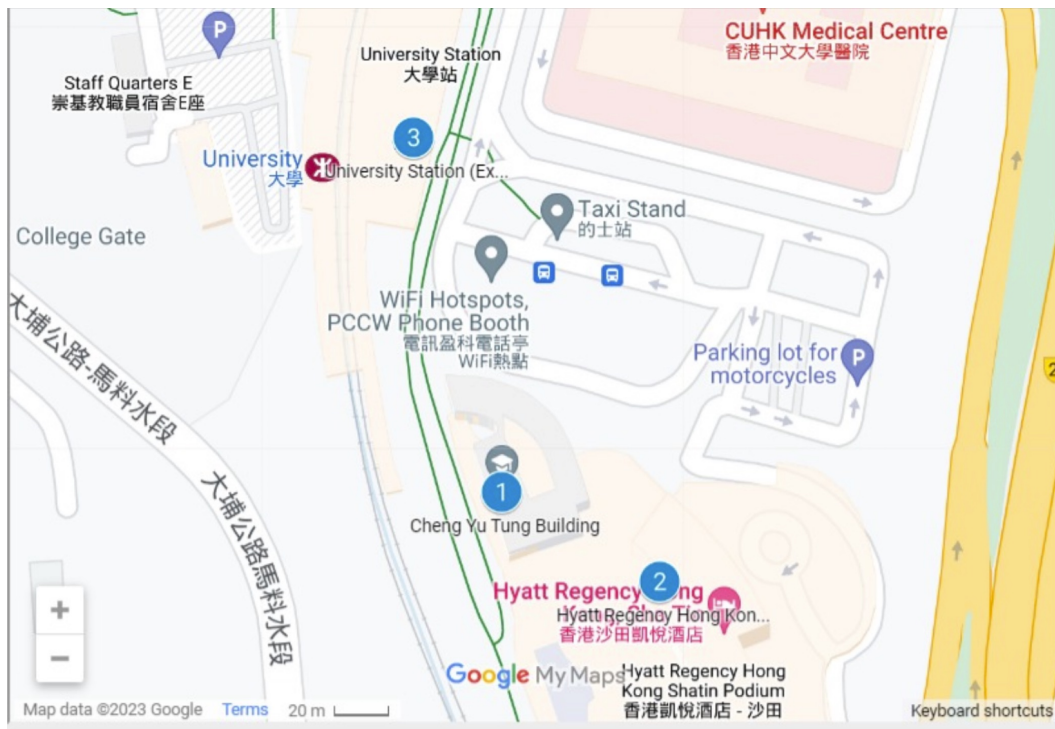 P
CUHK Medical Centre
香港中文大學醫院
University Station
大學站
Staff Quarters E
崇基教職員宿舍E座
3
University
大學
University Station (Ex...
Taxi Stand
的士站
College Gate
WiFi Hotspots,
PCCW Phone Booth
電訊盈科電話亭
WiFi熱點
Parking lot for
motorcycles
P
2
大埔公路-馬料水段
1
Cheng Yu Tung Building
大埔公路馬料水段
2
Hyatt Regency
Hyatt Regency Hong Kon...
香港沙田凱悅酒店
Google My Maps
Hyatt Regency Hong
Kong Shatin Podium
香港凱悅酒店 - 沙田
+
−
Map data ©2023 Google Terms 20 m
Keyboard shortcuts